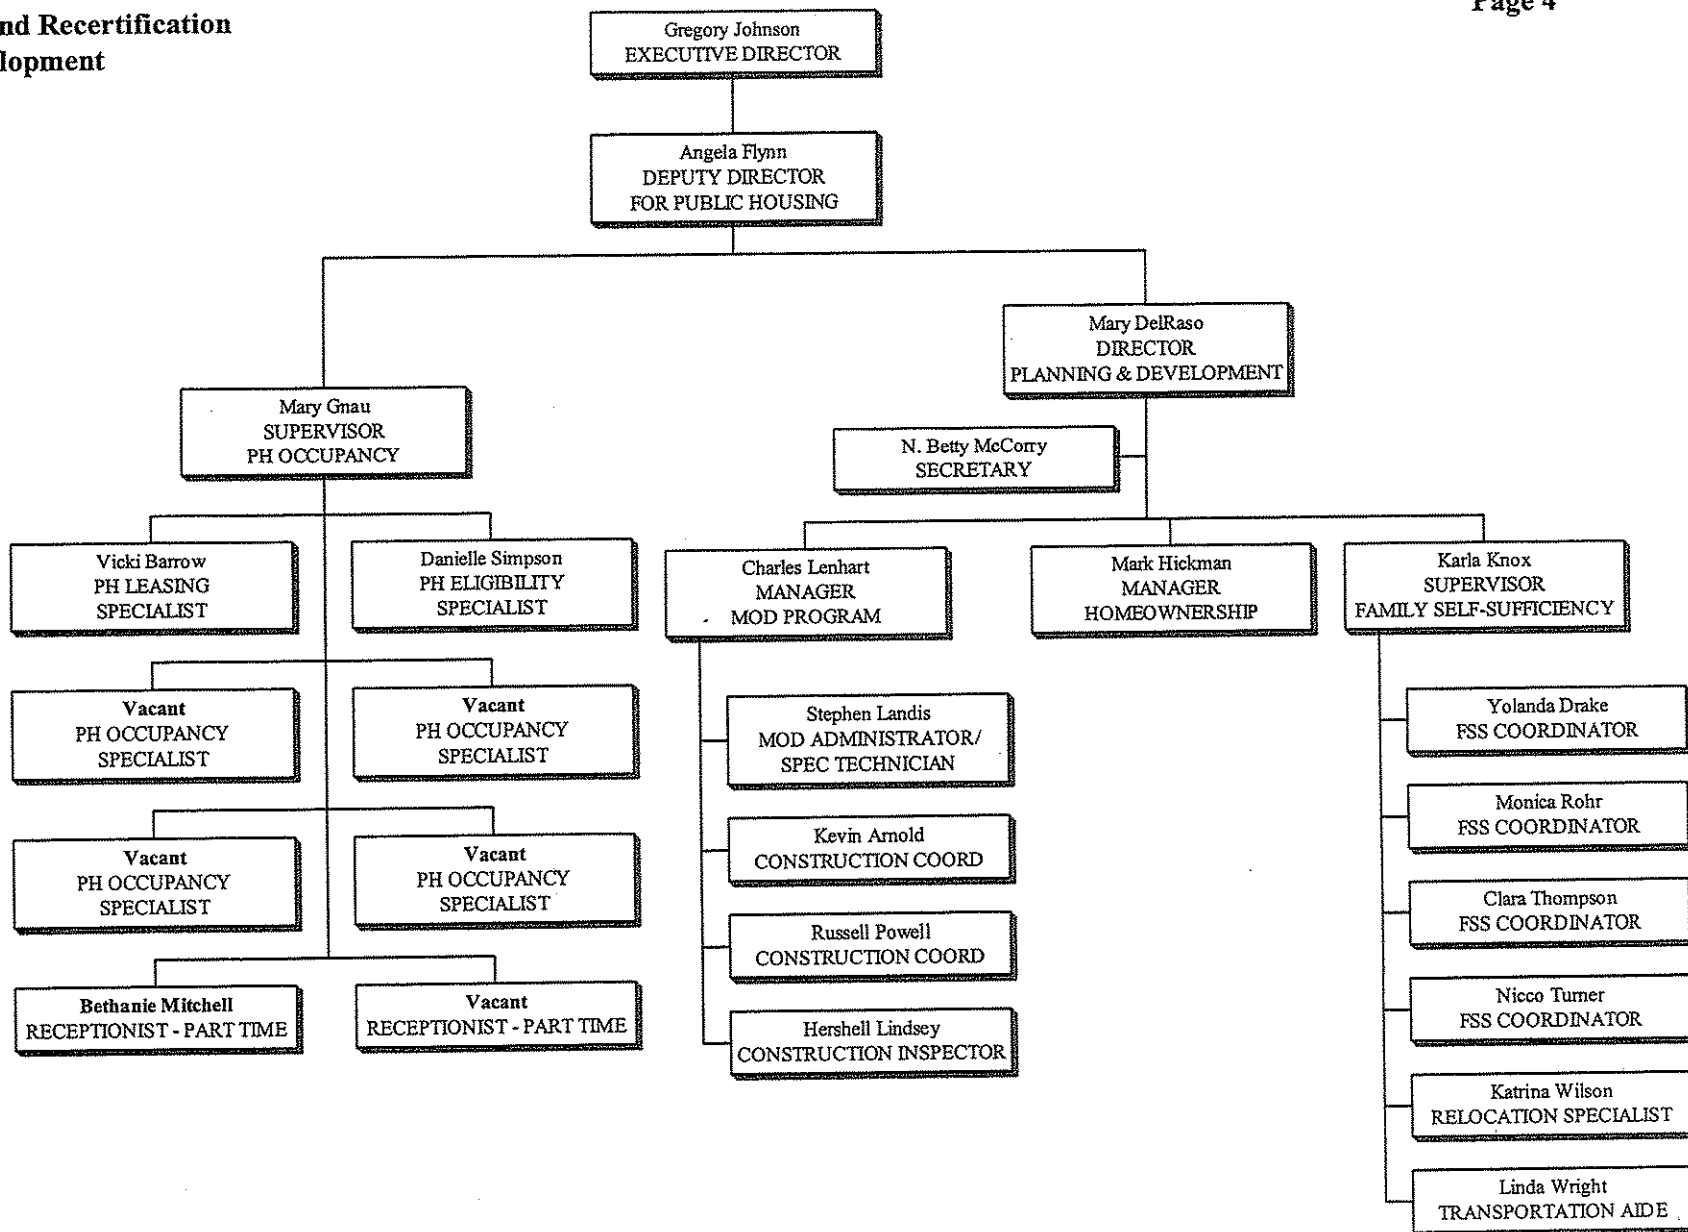 nd Recertification
lopment
Page 4
Gregory Johnson
EXECUTIVE DIRECTOR
Angela Flynn
DEPUTY DIRECTOR
FOR PUBLIC HOUSING
Mary DelRaso
DIRECTOR
PLANNING & DEVELOPMENT
Mary Gnau
SUPERVISOR
PH OCCUPANCY
N. Betty McCorry
SECRETARY
Vicki Barrow
PH LEASING
SPECIALIST
Danielle Simpson
PH ELIGIBILITY
SPECIALIST
Vacant
PH OCCUPANCY
SPECIALIST
Vacant
PH OCCUPANCY
SPECIALIST
Vacant
PH OCCUPANCY
SPECIALIST
Vacant
PH OCCUPANCY
SPECIALIST
Bethanie Mitchell
RECEPTIONIST - PART TIME
Vacant
RECEPTIONIST - PART TIME
Charles Lenhart
MANAGER
MOD PROGRAM
Stephen Landis
MOD ADMINISTRATOR/
SPEC TECHNICIAN
Kevin Arnold
CONSTRUCTION COORD
Russell Powell
CONSTRUCTION COORD
Hershell Lindsey
CONSTRUCTION INSPECTOR
Mark Hickman
MANAGER
HOMEOWNERSHIP
Karla Knox
SUPERVISOR
FAMILY SELF-SUFFICIENCY
Yolanda Drake
FSS COORDINATOR
Monica Rohr
FSS COORDINATOR
Clara Thompson
FSS COORDINATOR
Nicco Turner
FSS COORDINATOR
Katrina Wilson
RELOCATION SPECIALIST
Linda Wright
TRANSPORTATION AIDE